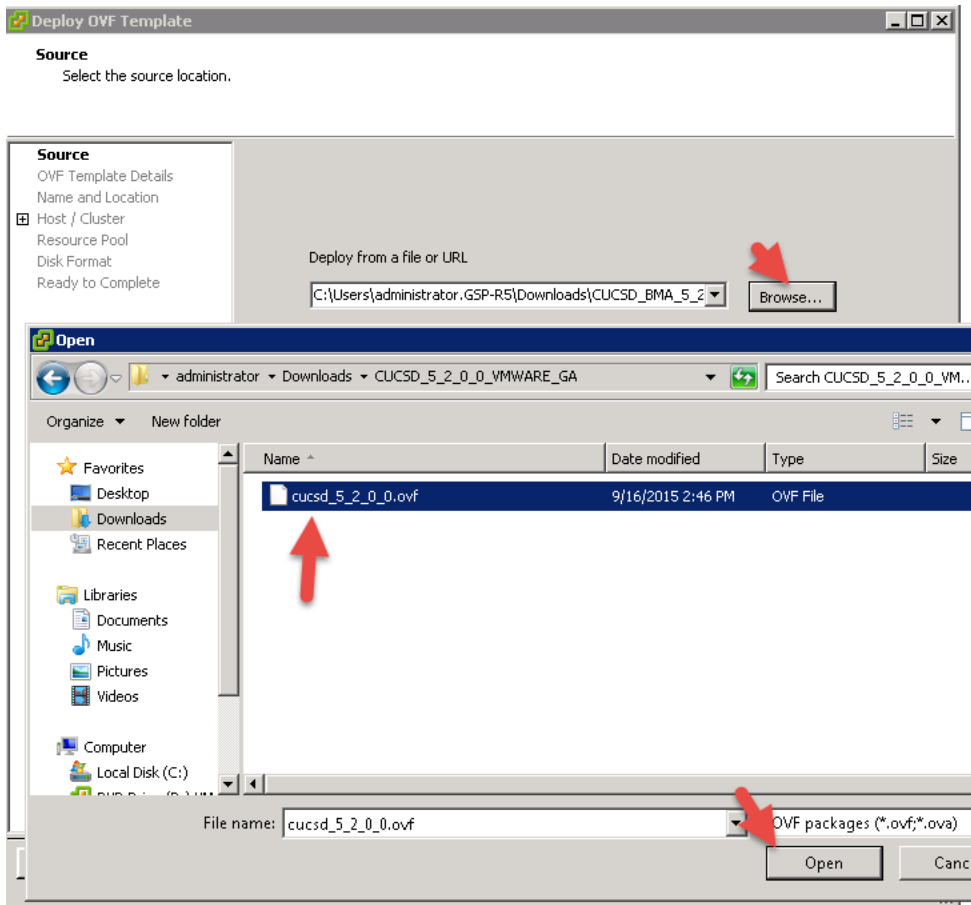 Deploy OVF Template
Source
Select the source location.
Source
OVF Template Details
Name and Location
Host / Cluster
Resource Pool
Disk Format
Ready to Complete
Deploy from a file or URL
C:\Users\administrator.GSP-R5\Downloads\CUCSD_BMA_5_2
Browse...
Open
administrator Downloads CUCSD_5_2_0_0_VMWARE_GA
Search CUCSD_5_2_0_0_VM...
Organize New folder
Name Date modified Type Size
cucsd_5_2_0_0.ovf 9/16/2015 2:46 PM OVF File
Favorites
Desktop
Downloads
Recent Places
Libraries
Documents
Music
Pictures
Videos
Computer
Local Disk (C:)
File name: cucsd_5_2_0_0.ovf OVF packages (*.ovf;*.ova)
Open Canc